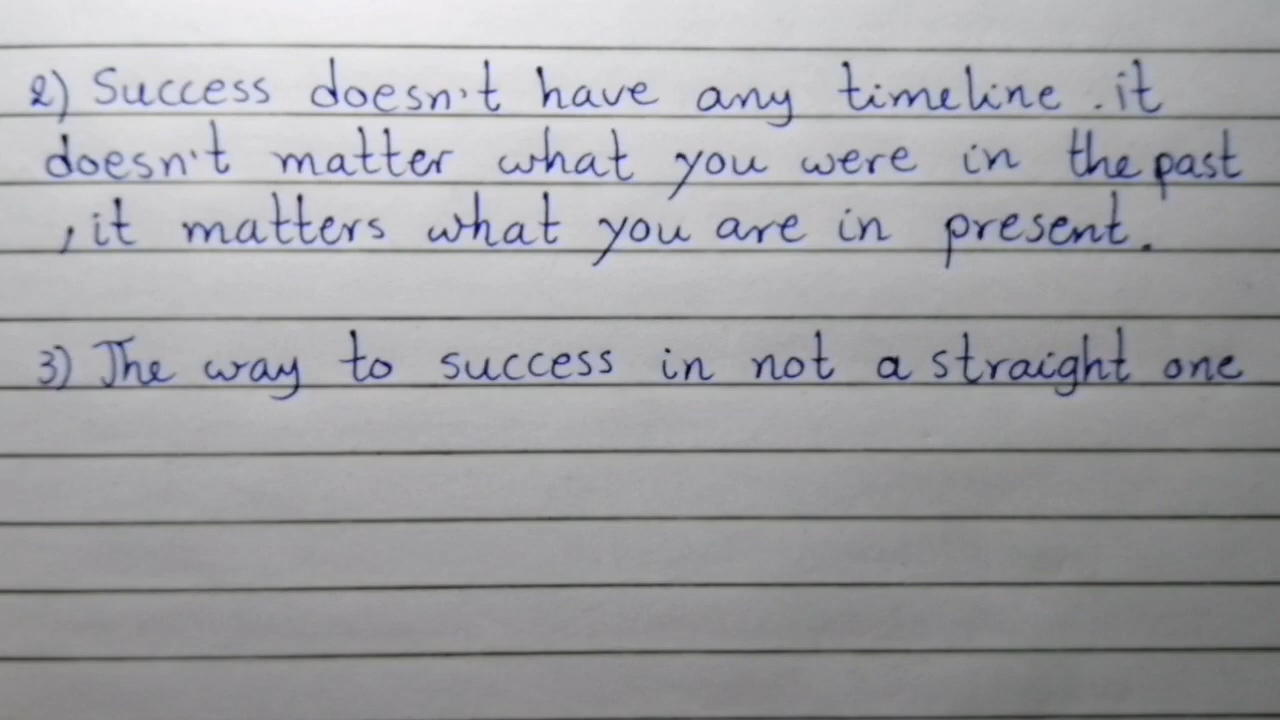 2) Success doesn't have any timeline .it
doesn't matter what you were in the past
, it matters what you are in present.
3) The way to success in not a straight one